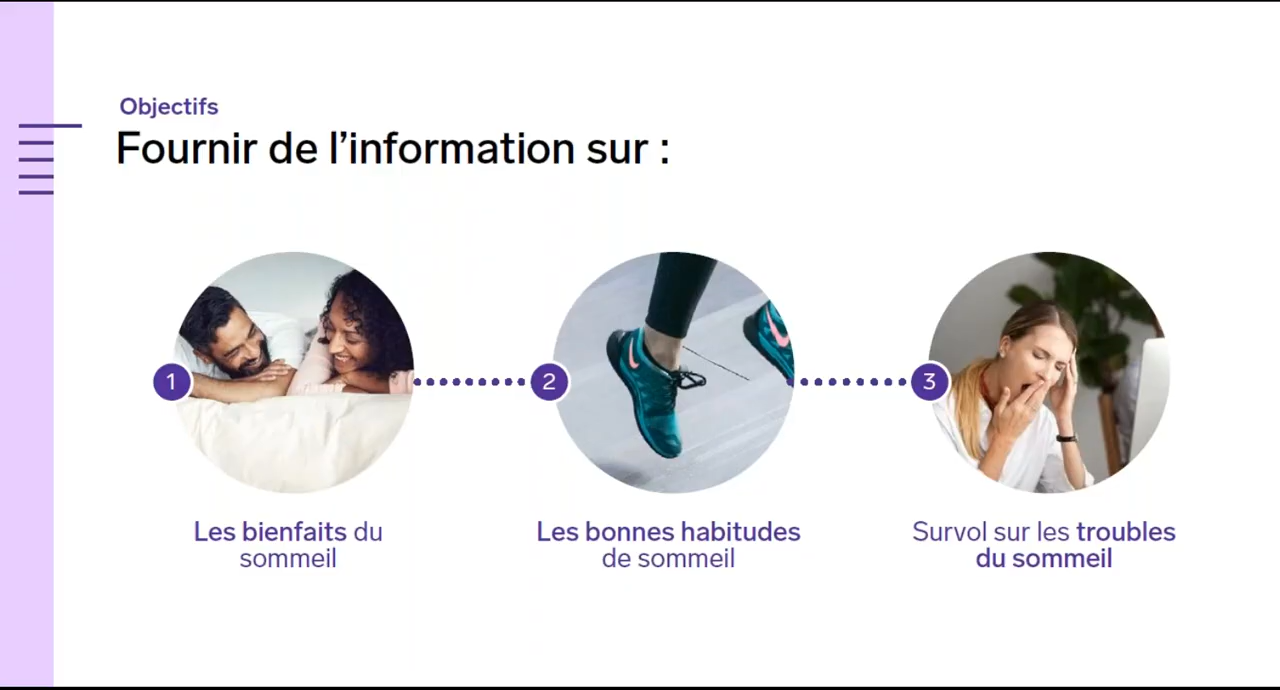 Objectifs
Fournir de l’information sur :
1
2
3
Les bienfaits du
sommeil
Les bonnes habitudes
de sommeil
Survol sur les troubles
du sommeil